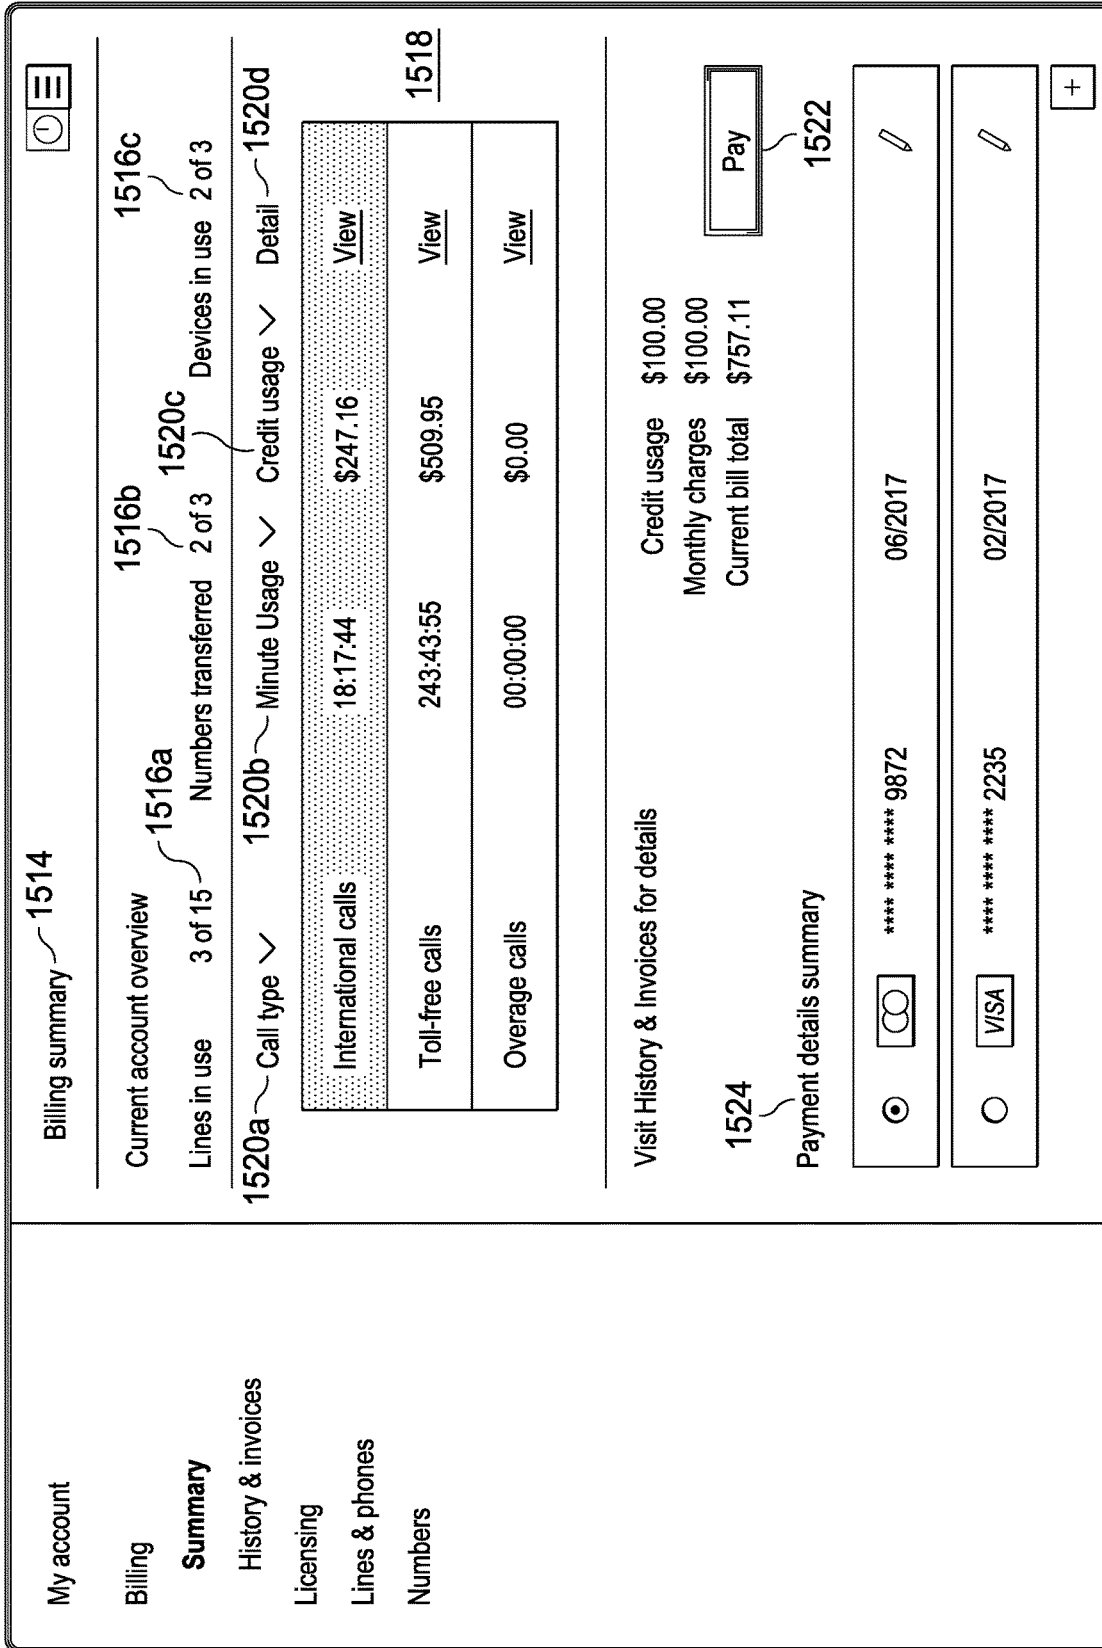 My account
Billing
Summary
History & invoices
Licensing
Lines & phones
Numbers
Billing summary 1514
Current account overview
1516a 1516b 1516c
Lines in use 3 of 15 Numbers transferred 2 of 3 Devices in use 2 of 3
1520c
1520a Call type 1520b Minute Usage Credit usage Detail 1520d
International calls 18:17:44 $247.16 View
Toll-free calls 243:43:55 $509.95 View
Overage calls 00:00:00 $0.00 View
1518
Visit History & Invoices for details
Credit usage $100.00
Monthly charges $100.00
Current bill total $757.11
Pay
1522
1524
Payment details summary
**** **** **** 9872 06/2017
VISA **** **** **** 2235 02/2017
+